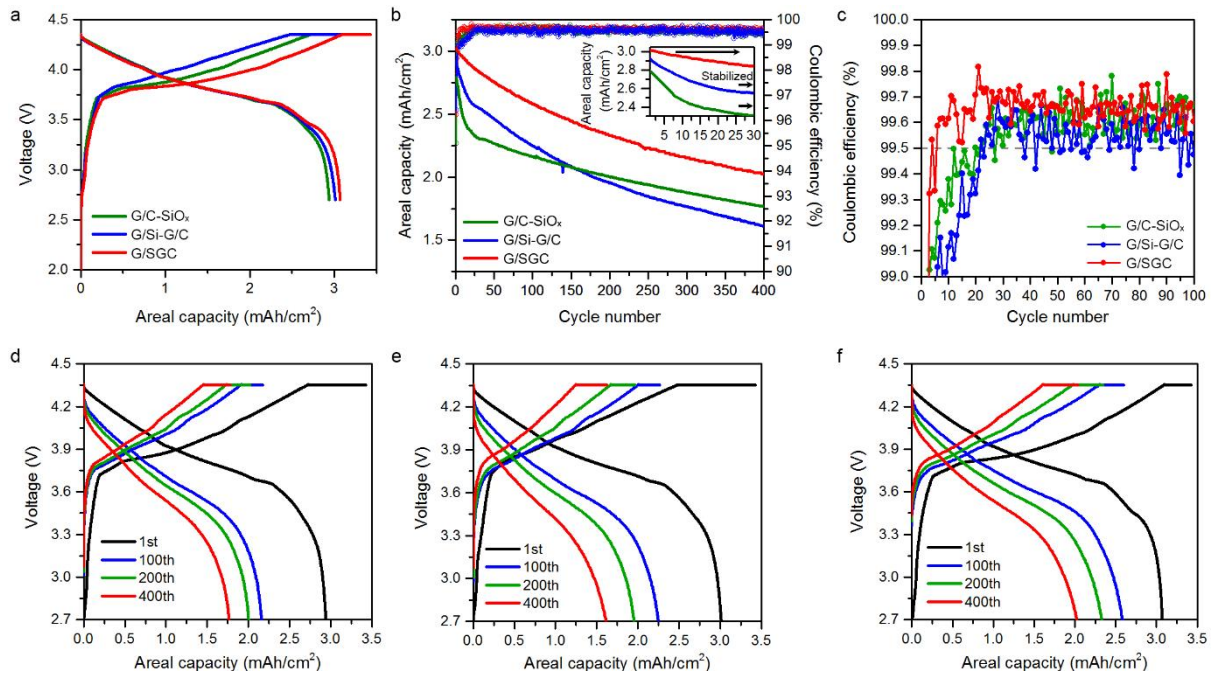 a
4.5
4.0
3.5
3.0
2.5
2.0
Voltage (V)
G/C-SiOₓ
G/Si-G/C
G/SGC
0 1 2 3 4
Areal capacity (mAh/cm²)
b
3.0
2.5
2.0
1.5
Areal capacity (mAh/cm²)
100
99
98
97
96
95
94
93
92
91
90
Coulombic efficiency (%)
3.0
2.8
2.6
2.4
Areal capacity
(mAh/cm²)
Stabilized
5 10 15 20 25 30
G/C-SiOₓ
G/Si-G/C
G/SGC
0 50 100 150 200 250 300 350 400
Cycle number
c
100.0
99.9
99.8
99.7
99.6
99.5
99.4
99.3
99.2
99.1
99.0
Coulombic efficiency (%)
G/C-SiOₓ
G/Si-G/C
G/SGC
0 10 20 30 40 50 60 70 80 90 100
Cycle number
d
4.5
4.2
3.9
3.6
3.3
3.0
2.7
Voltage (V)
1st
100th
200th
400th
0.0 0.5 1.0 1.5 2.0 2.5 3.0 3.5
Areal capacity (mAh/cm²)
e
4.5
4.2
3.9
3.6
3.3
3.0
2.7
Voltage (V)
1st
100th
200th
400th
0.0 0.5 1.0 1.5 2.0 2.5 3.0 3.5
Areal capacity (mAh/cm²)
f
4.5
4.2
3.9
3.6
3.3
3.0
2.7
Voltage (V)
1st
100th
200th
400th
0.0 0.5 1.0 1.5 2.0 2.5 3.0 3.5
Areal capacity (mAh/cm²)